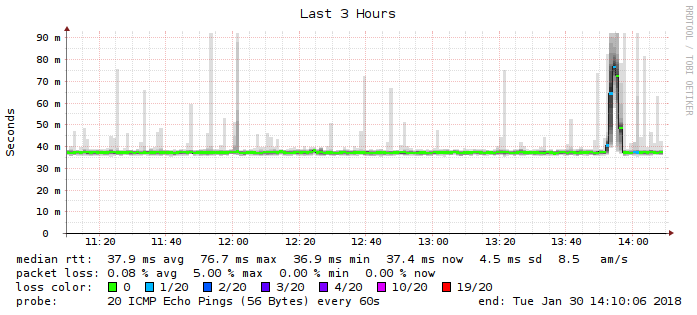 Last 3 Hours
RRDTOOL / TOBI OETIKER
Seconds
90 m
80 m
70 m
60 m
50 m
40 m
30 m
20 m
10 m
0
11:20 11:40 12:00 12:20 12:40 13:00 13:20 13:40 14:00
median rtt: 37.9 ms avg 76.7 ms max 36.9 ms min 37.4 ms now 4.5 ms sd 8.5 am/s
packet loss: 0.08 % avg 5.00 % max 0.00 % min 0.00 % now
loss color: 0 1/20 2/20 3/20 4/20 10/20 19/20
probe: 20 ICMP Echo Pings (56 Bytes) every 60s end: Tue Jan 30 14:10:06 2018